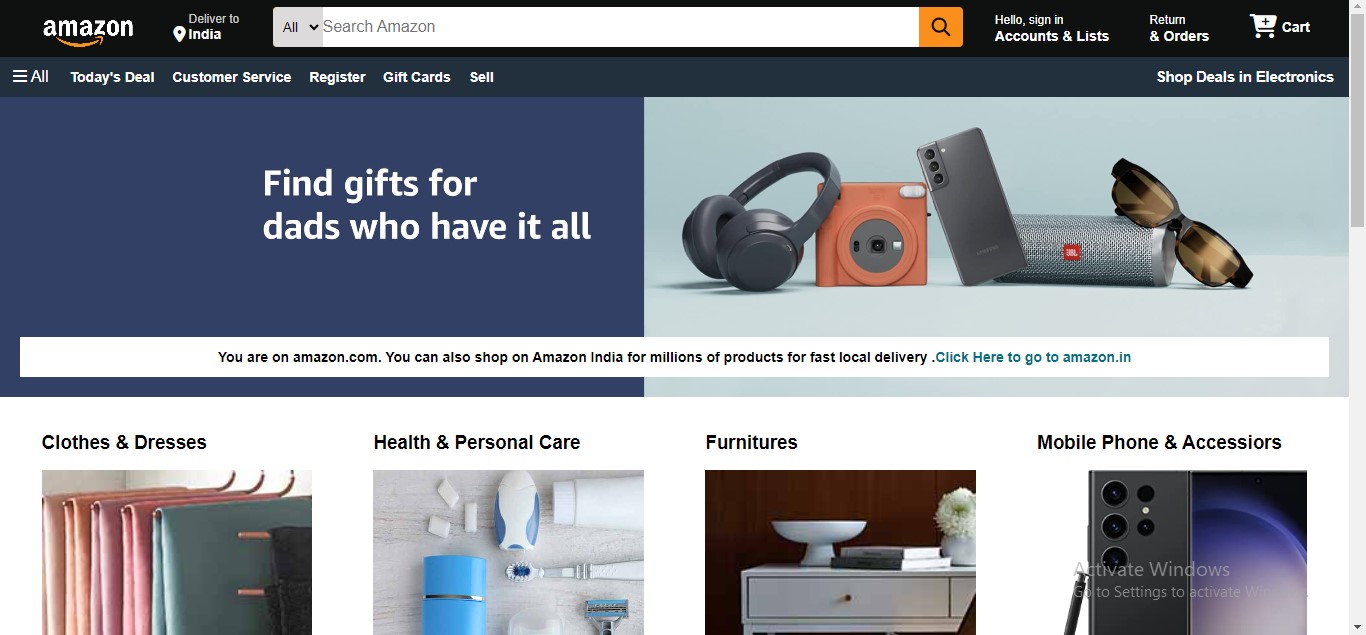 amazon
Deliver to
India
All
Search Amazon
Hello, sign in
Accounts & Lists
Return
& Orders
Cart
All
Today's Deal
Customer Service
Register
Gift Cards
Sell
Shop Deals in Electronics
Find gifts for
dads who have it all
JBL
You are on amazon.com. You can also shop on Amazon India for millions of products for fast local delivery .Click Here to go to amazon.in
Clothes & Dresses
Health & Personal Care
Furnitures
Mobile Phone & Accessiors
Activate Windows
Go to Settings to activate